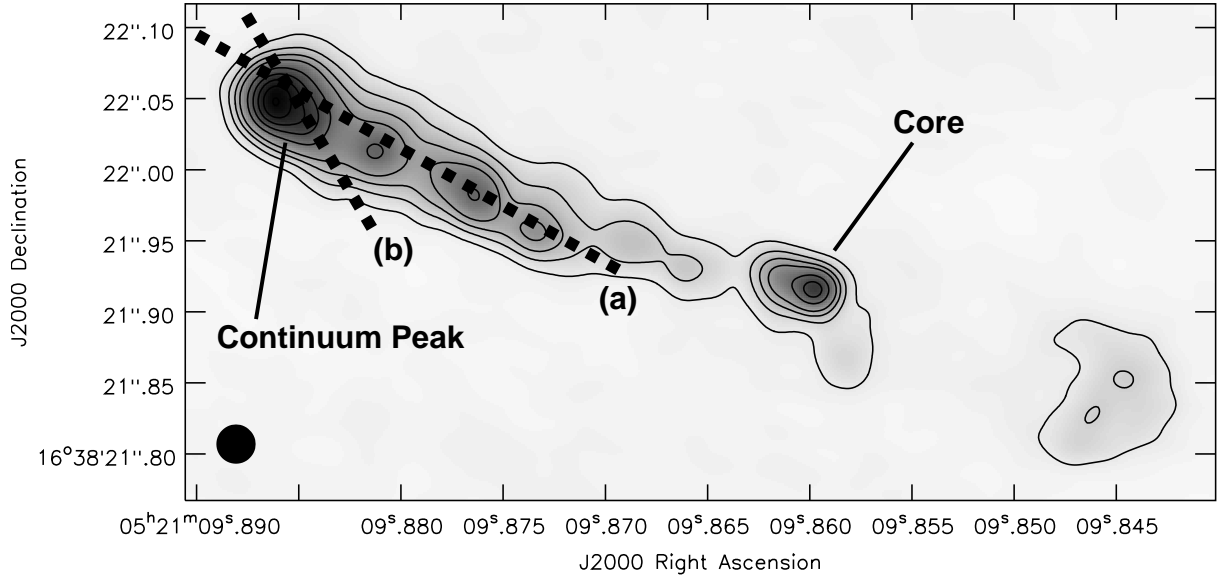 22".10
22".05
22".00
21".95
21".90
21".85
16°38'21".80
J2000 Declination
Core
(b)
(a)
Continuum Peak
05ʰ21ᵐ09ˢ.890 09ˢ.880 09ˢ.875 09ˢ.870 09ˢ.865 09ˢ.860 09ˢ.855 09ˢ.850 09ˢ.845
J2000 Right Ascension